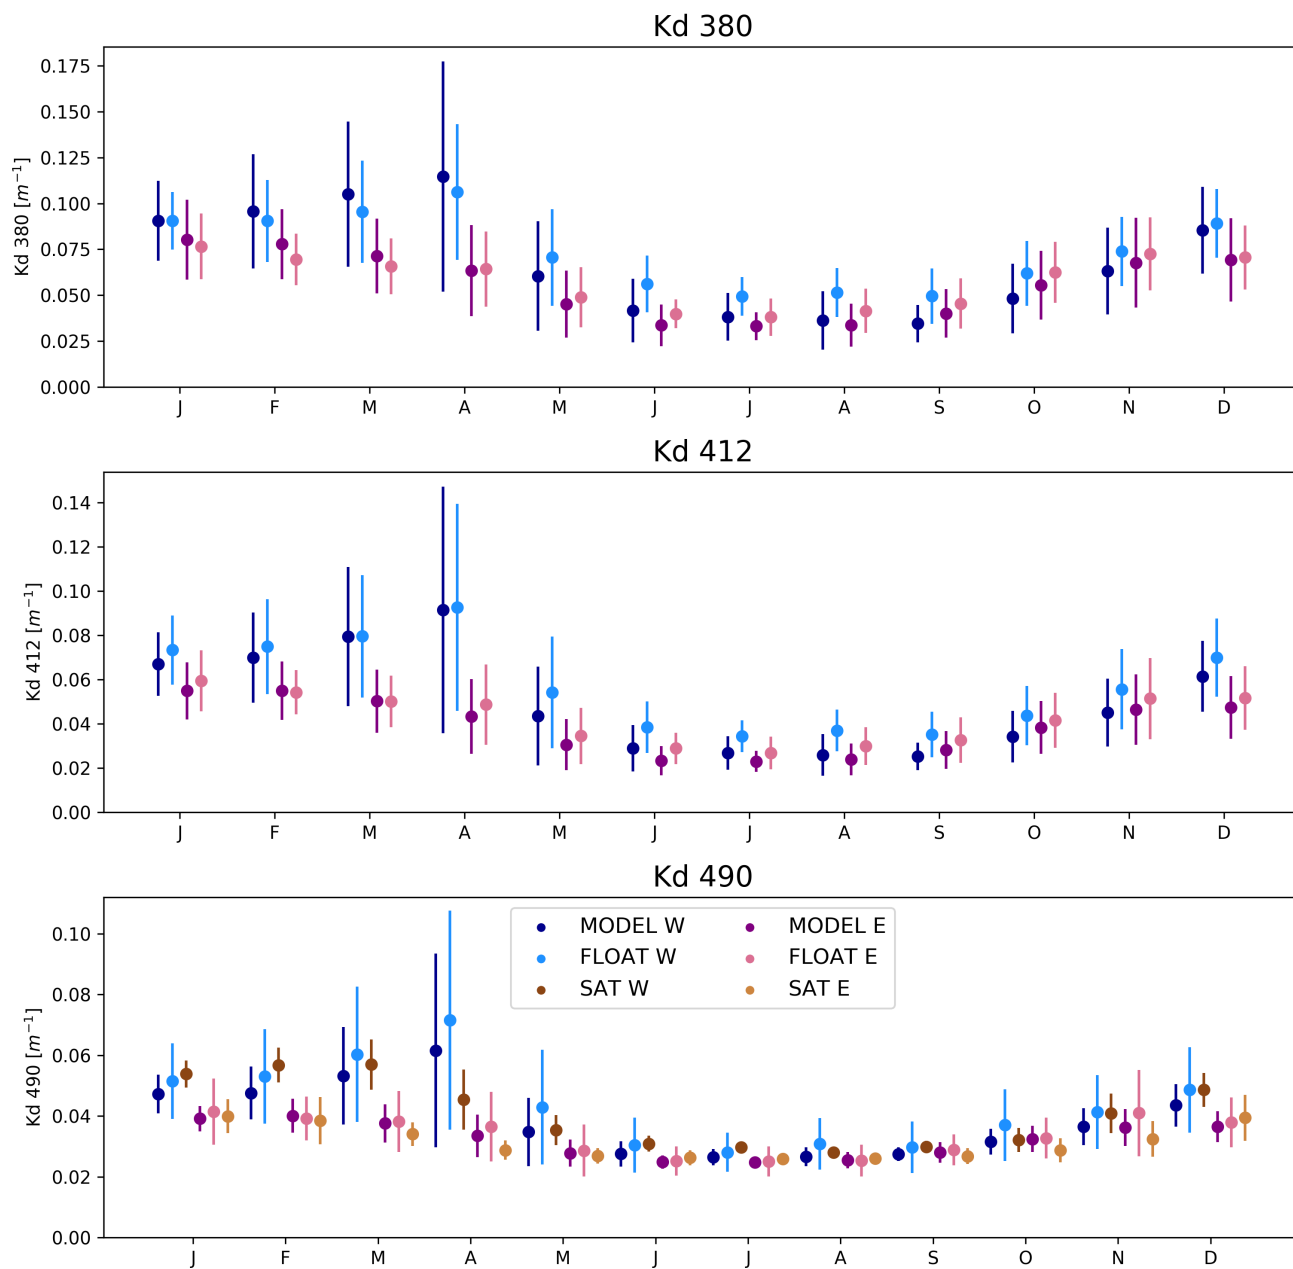 Kd 380
Kd 380 [m⁻¹]
0.175
0.150
0.125
0.100
0.075
0.050
0.025
0.000
J F M A M J J A S O N D
Kd 412
Kd 412 [m⁻¹]
0.14
0.12
0.10
0.08
0.06
0.04
0.02
0.00
J F M A M J J A S O N D
Kd 490
Kd 490 [m⁻¹]
MODEL W MODEL E
FLOAT W FLOAT E
SAT W SAT E
0.10
0.08
0.06
0.04
0.02
0.00
J F M A M J J A S O N D